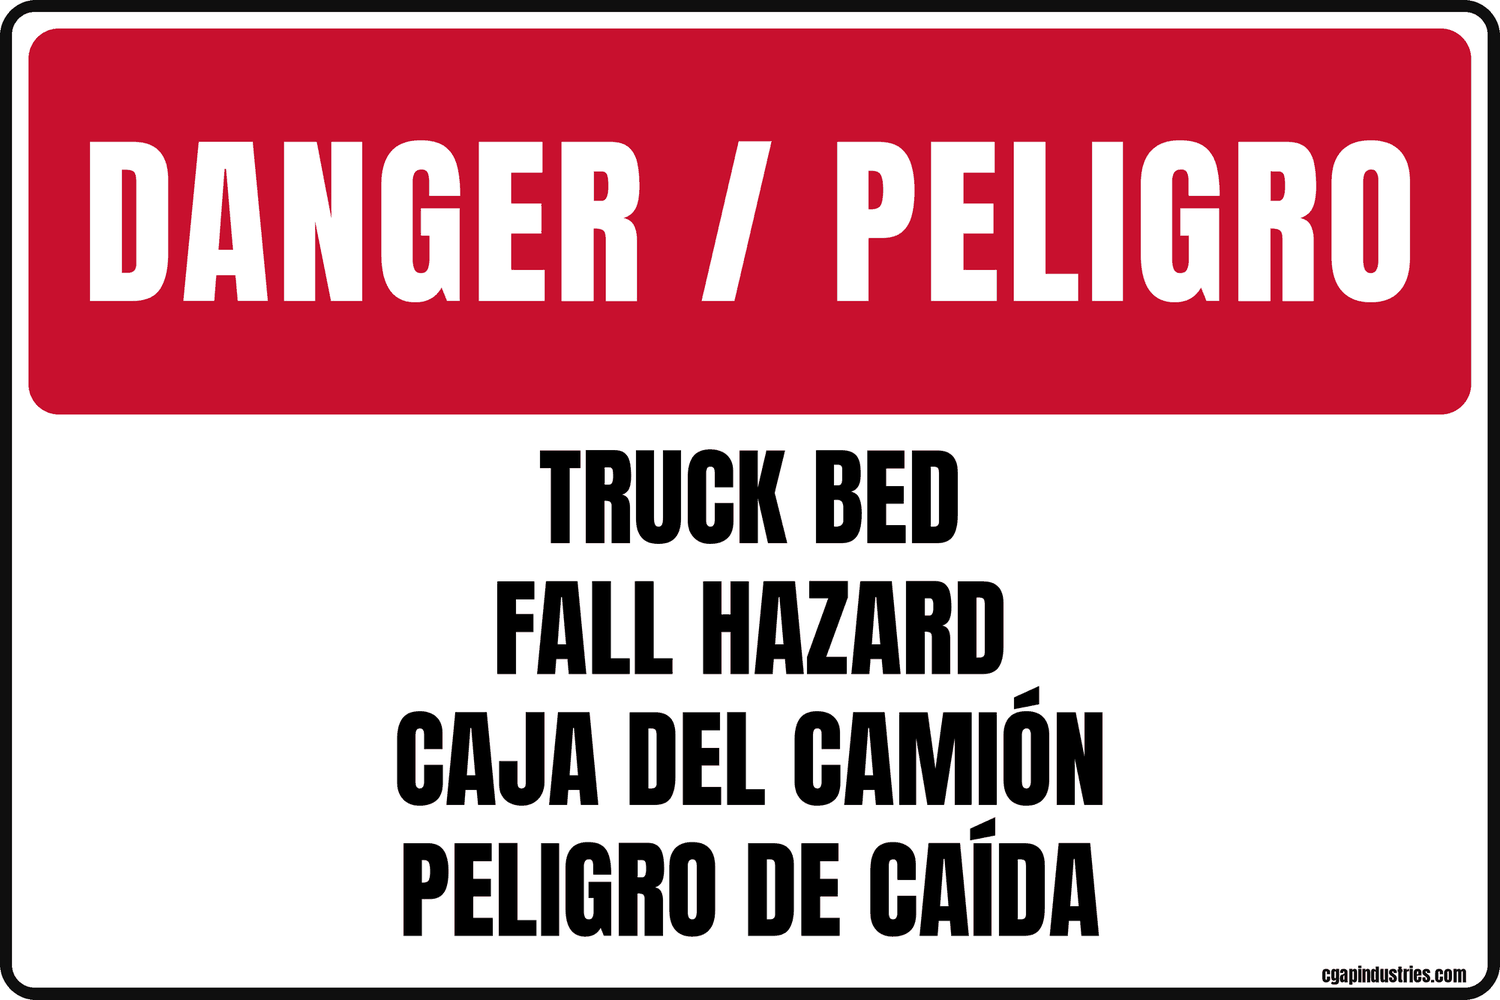 DANGER / PELIGRO
TRUCK BED
FALL HAZARD
CAJA DEL CAMIÓN
PELIGRO DE CAÍDA
cgapindustries.com